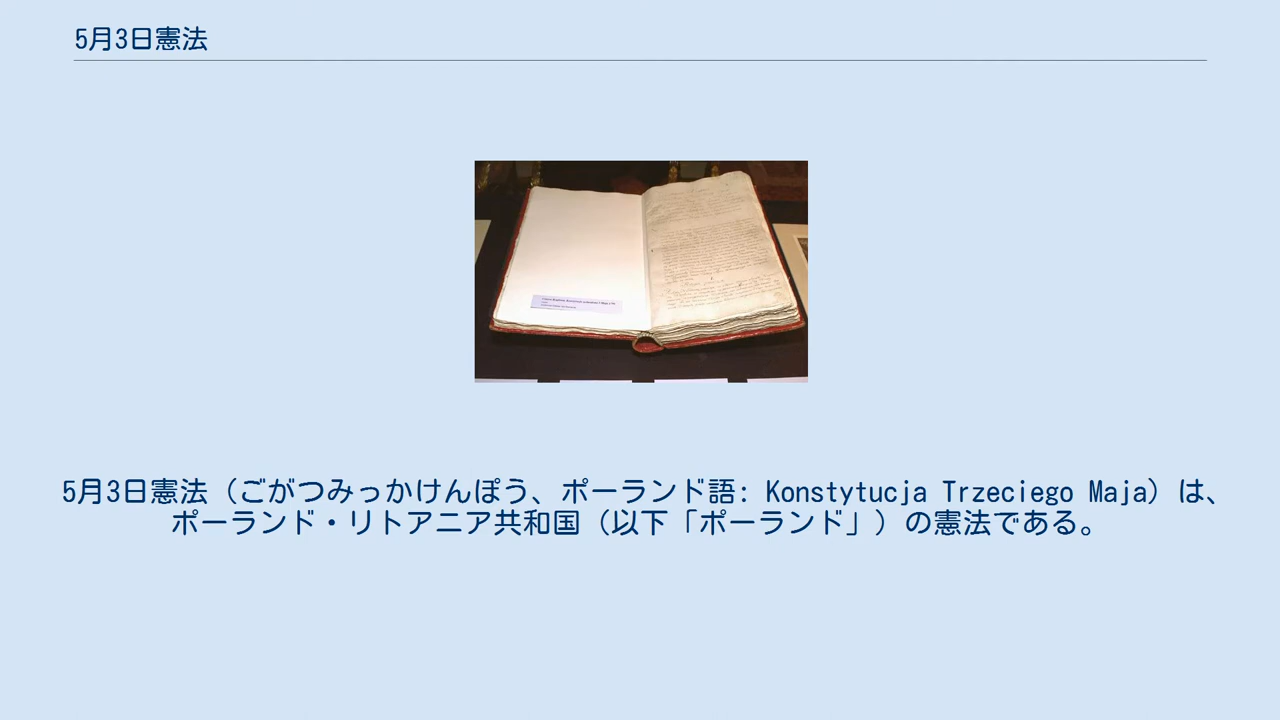 5月3日憲法
5月3日憲法（ごがつみっかけんぽう、ポーランド語: Konstytucja Trzeciego Maja）は、
ポーランド・リトアニア共和国（以下「ポーランド」）の憲法である。